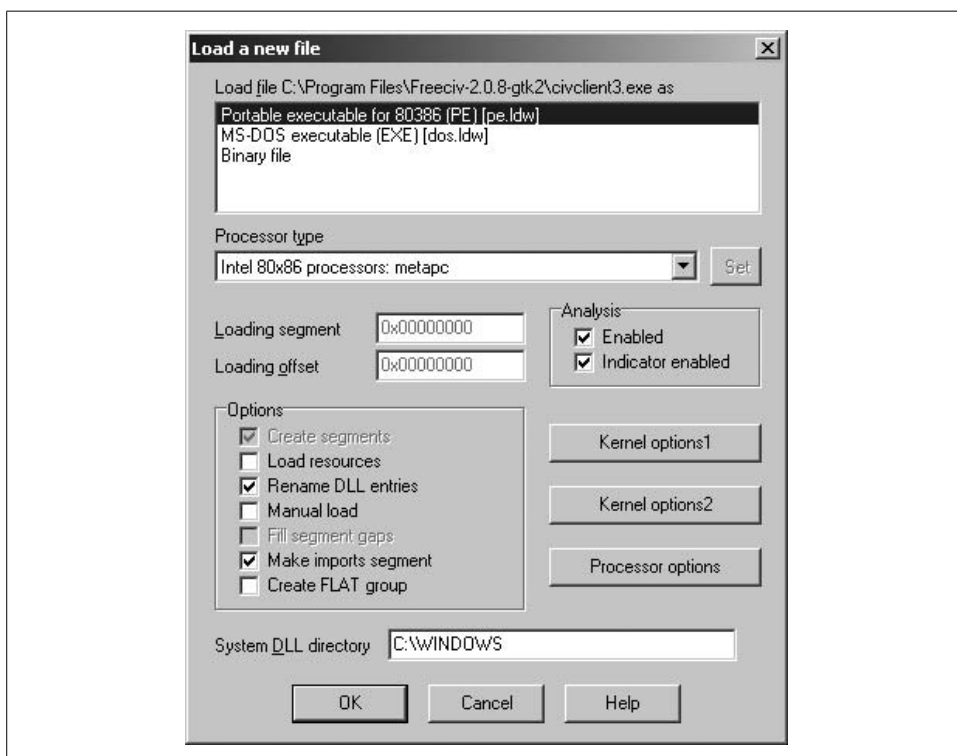 Load a new file
Load file C:\Program Files\Freeciv-2.0.8-gtk2\civclient3.exe as
Portable executable for 80386 (PE) [pe.ldw]
MS-DOS executable (EXE) [dos.ldw]
Binary file
Processor type
Intel 80x86 processors: metapc
Set
Loading segment 0x00000000
Loading offset 0x00000000
Analysis
Enabled
Indicator enabled
Options
Create segments
Load resources
Rename DLL entries
Manual load
Fill segment gaps
Make imports segment
Create FLAT group
Kernel options1
Kernel options2
Processor options
System DLL directory C:\WINDOWS
OK Cancel Help